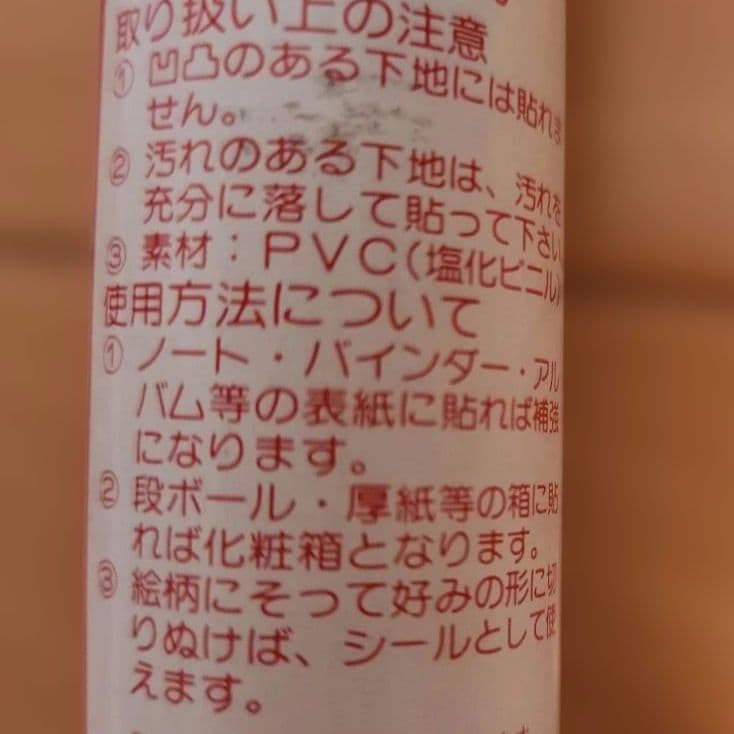 取り扱い上の注意
① 凹凸のある下地には貼れま
せん。
② 汚れのある下地は、汚れを
充分に落して貼って下さい
③ 素材：ＰＶＣ(塩化ビニル)
使用方法について
① ノート・バインダー・アル
バム等の表紙に貼れば補強
になります。
② 段ボール・厚紙等の箱に貼
れば化粧箱となります。
③ 絵柄にそって好みの形に切
りぬけば、シールとして使
えます。